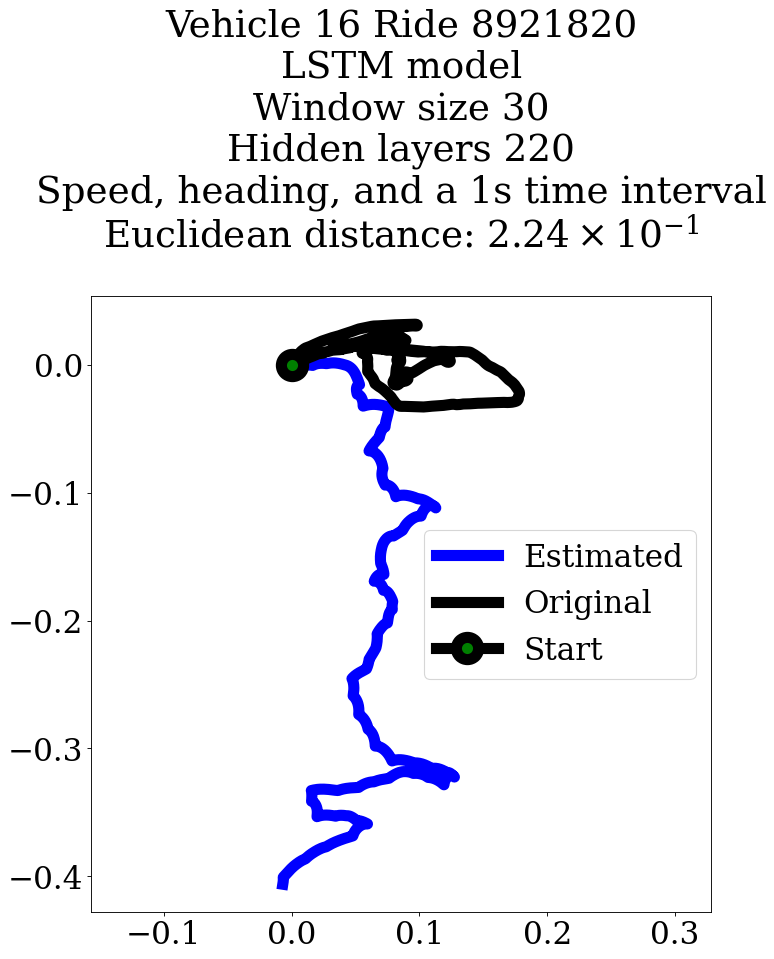 Vehicle 16 Ride 8921820
LSTM model
Window size 30
Hidden layers 220
Speed, heading, and a 1s time interval
Euclidean distance: 2.24 × 10⁻¹
0.0
−0.1
−0.2
−0.3
−0.4
Estimated
Original
Start
−0.1 0.0 0.1 0.2 0.3